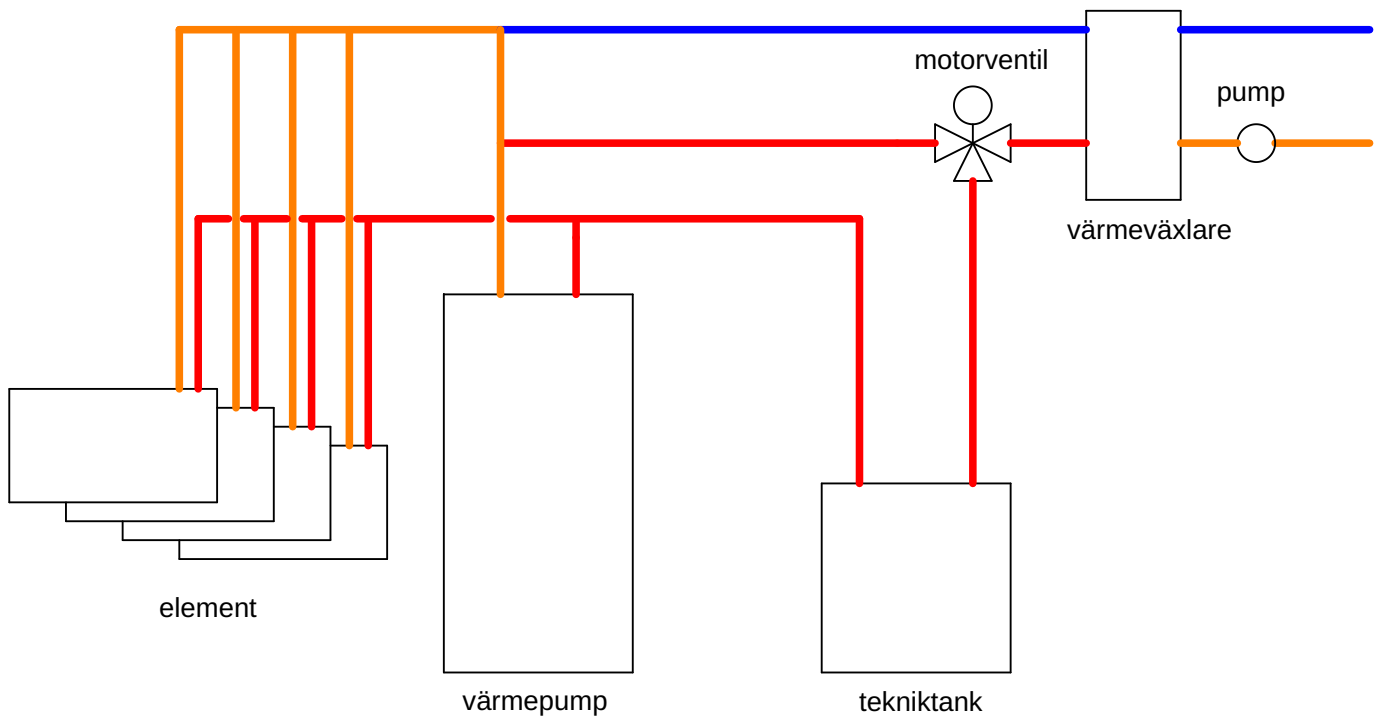 motorventil
pump
värmeväxlare
element
värmepump
tekniktank